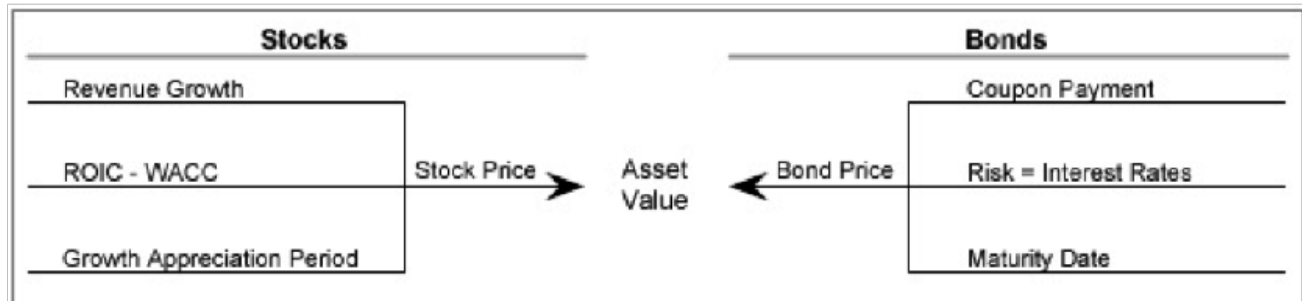 Stocks
Bonds
Revenue Growth
Coupon Payment
ROIC - WACC
Stock Price
Asset
Value
Bond Price
Risk = Interest Rates
Growth Appreciation Period
Maturity Date